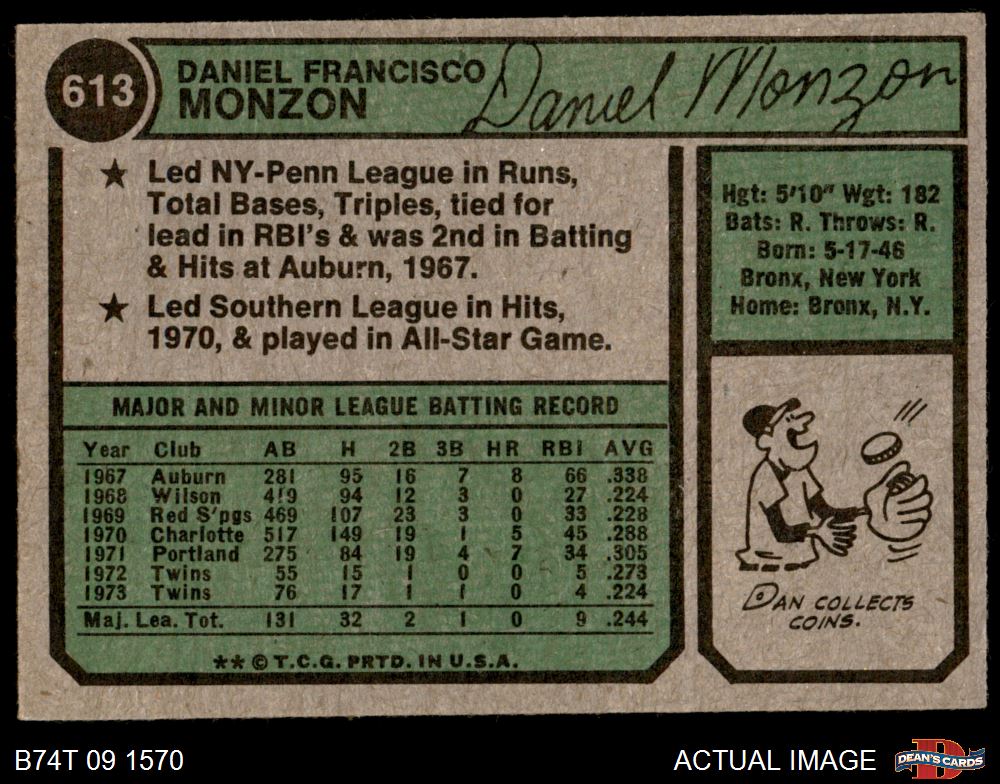 613
DANIEL FRANCISCO
MONZON
Daniel Monzon
★ Led NY-Penn League in Runs,
Total Bases, Triples, tied for
lead in RBI's & was 2nd in Batting
& Hits at Auburn, 1967.
★ Led Southern League in Hits,
1970, & played in All-Star Game.
Hgt: 5'10" Wgt: 182
Bats: R. Throws: R.
Born: 5-17-46
Bronx, New York
Home: Bronx, N.Y.
MAJOR AND MINOR LEAGUE BATTING RECORD
Year Club AB H 2B 3B HR RBI AVG
1967 Auburn 281 95 16 7 8 66 .338
1968 Wilson 419 94 12 3 0 27 .224
1969 Red S'pgs 469 107 23 3 0 33 .228
1970 Charlotte 517 149 19 1 5 45 .288
1971 Portland 275 84 19 4 7 34 .305
1972 Twins 55 15 1 0 0 5 .273
1973 Twins 76 17 1 1 0 4 .224
Maj. Lea. Tot. 131 32 2 1 0 9 .244
** © T.C.G. PRTD. IN U.S.A.
DAN COLLECTS
COINS.
B74T 09 1570
ACTUAL IMAGE
DEAN'S CARDS